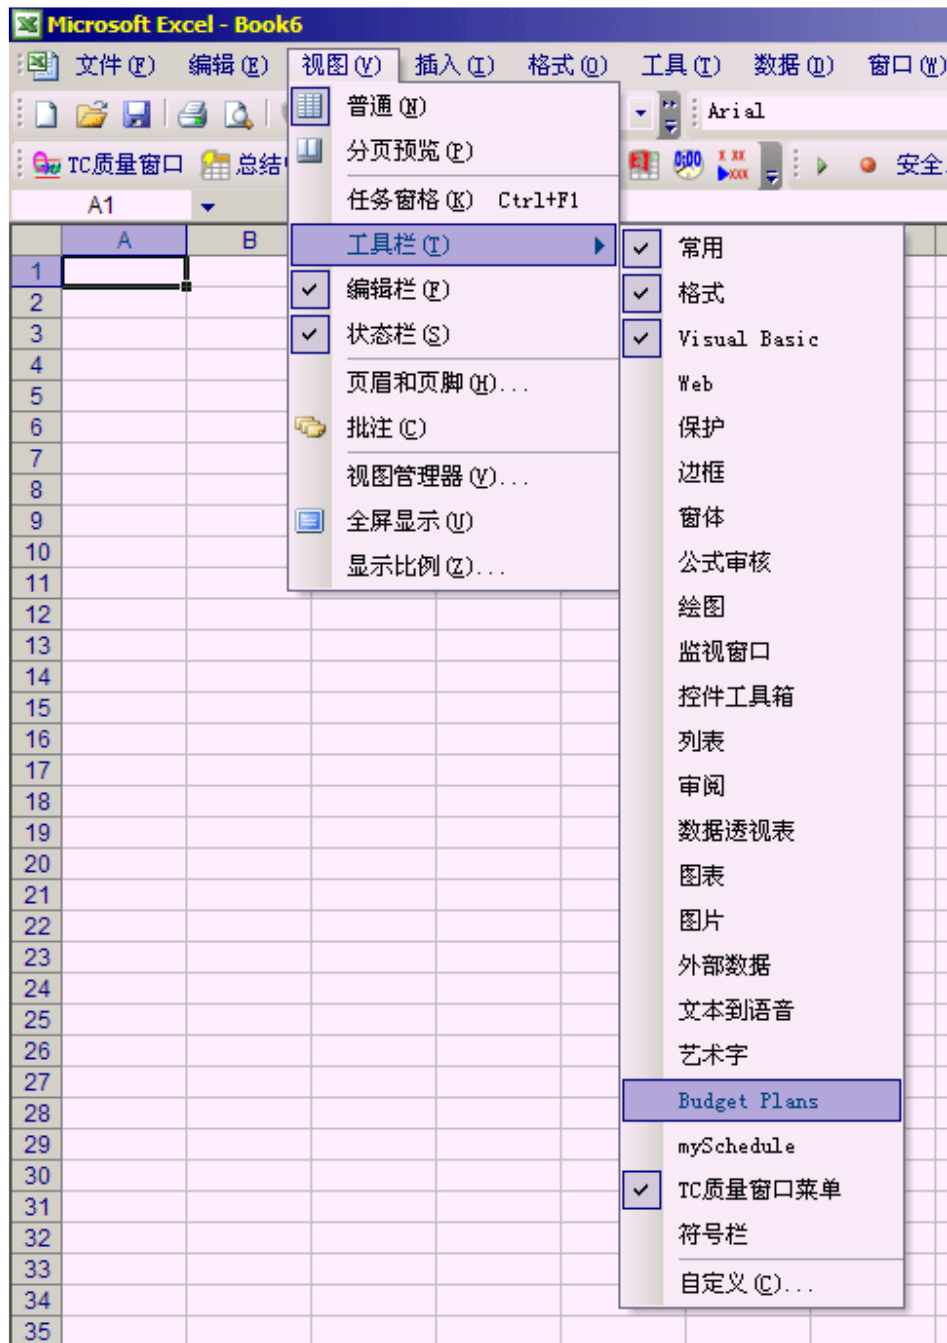 Microsoft Excel - Book6
文件(F) 编辑(E) 视图(V) 插入(I) 格式(O) 工具(T) 数据(D) 窗口(W)
Arial
TC质量窗口 总结 安全
A1
A B
普通(N)
分页预览(P)
任务窗格(K) Ctrl+F1
工具栏(T)
编辑栏(F)
状态栏(S)
页眉和页脚(H)...
批注(C)
视图管理器(V)...
全屏显示(U)
显示比例(Z)...
常用
格式
Visual Basic
Web
保护
边框
窗体
公式审核
绘图
监视窗口
控件工具箱
列表
审阅
数据透视表
图表
图片
外部数据
文本到语音
艺术字
Budget Plans
mySchedule
TC质量窗口菜单
符号栏
自定义(C)...
1
2
3
4
5
6
7
8
9
10
11
12
13
14
15
16
17
18
19
20
21
22
23
24
25
26
27
28
29
30
31
32
33
34
35